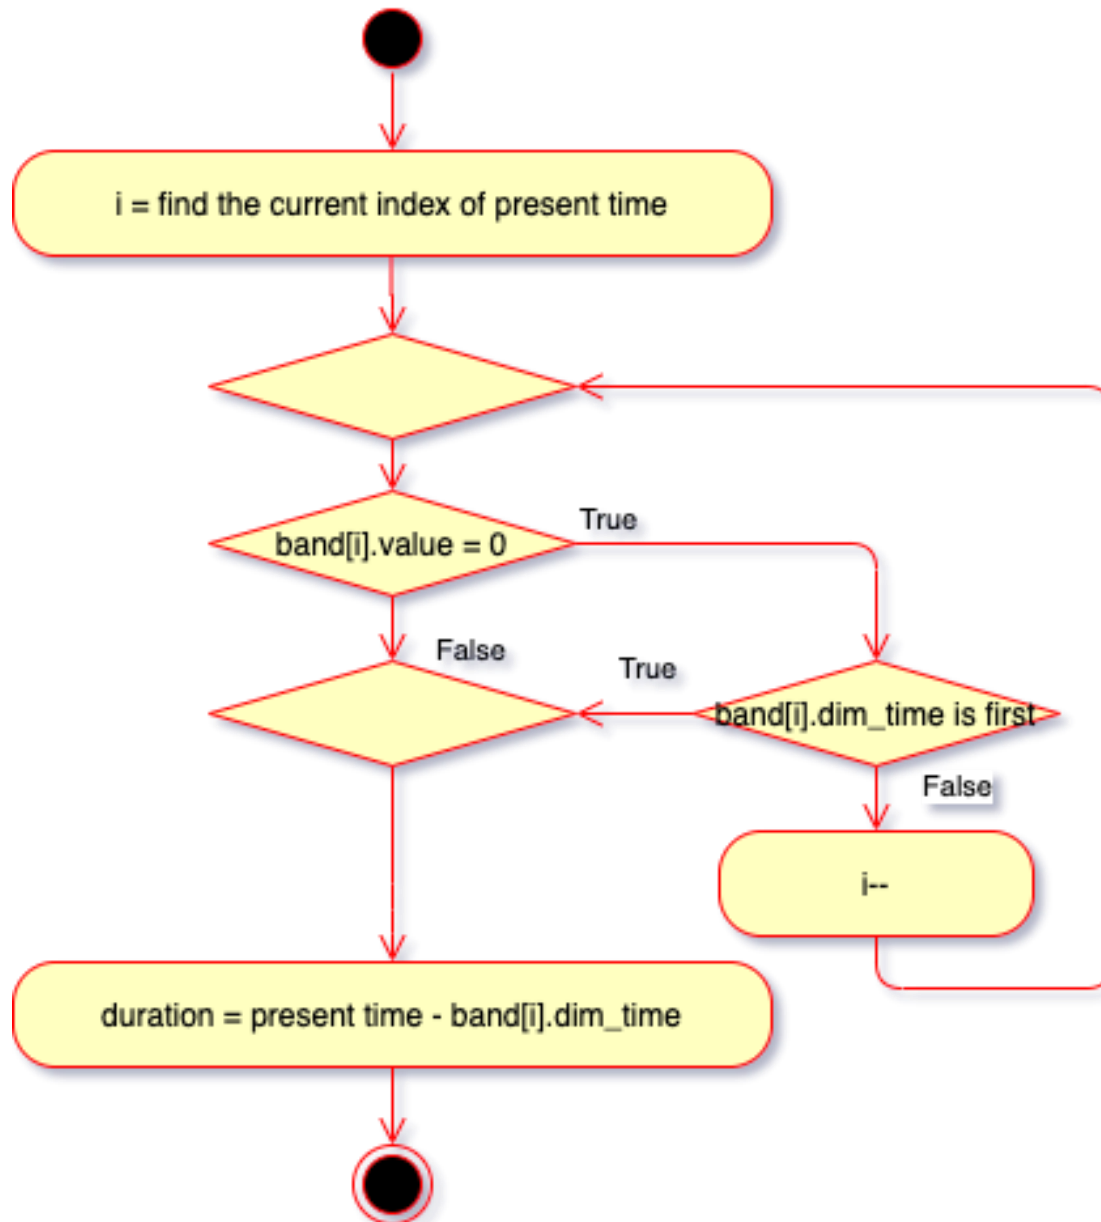 i = find the current index of present time
band[i].value = 0
True
False
True
band[i].dim_time is first
False
i--
duration = present time - band[i].dim_time